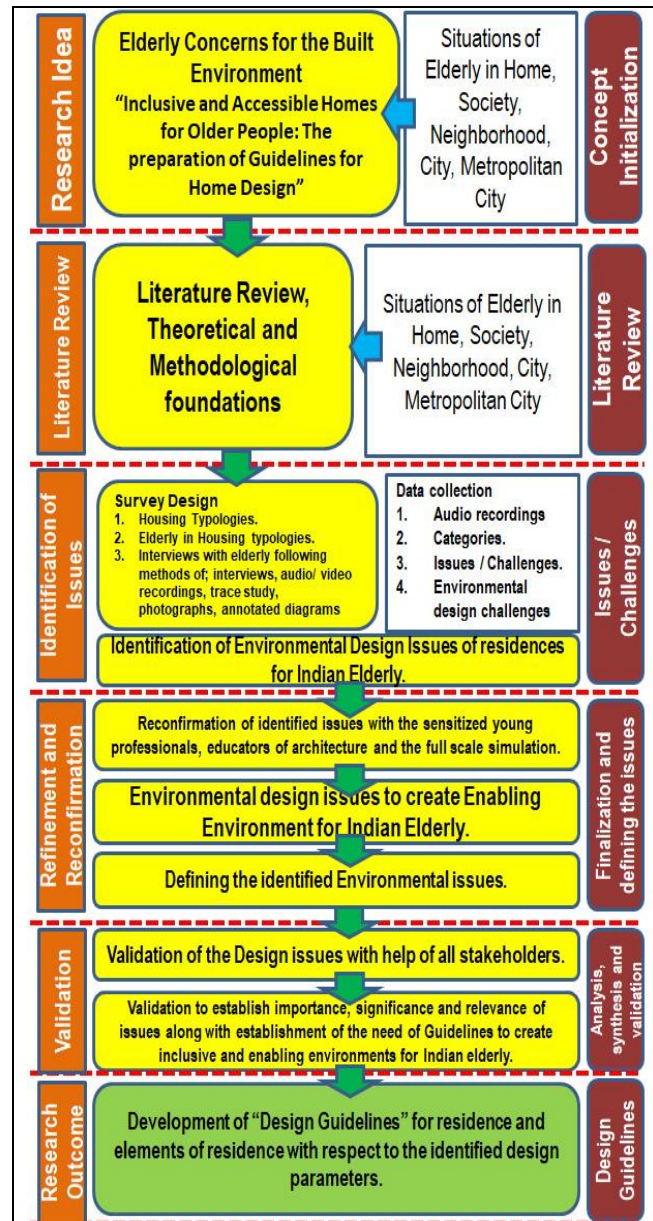 Research Idea
Elderly Concerns for the Built
Environment
“Inclusive and Accessible Homes
for Older People: The
preparation of Guidelines for
Home Design”
Situations of
Elderly in Home,
Society,
Neighborhood,
City, Metropolitan
City
Concept
Initialization
Literature Review
Literature Review,
Theoretical and
Methodological
foundations
Situations of Elderly in
Home, Society,
Neighborhood, City,
Metropolitan City
Literature
Review
Identification of
Issues
Survey Design
1. Housing Typologies.
2. Elderly in Housing typologies.
3. Interviews with elderly following
methods of; interviews, audio/ video
recordings, trace study,
photographs, annotated diagrams
Data collection
1. Audio recordings
2. Categories.
3. Issues / Challenges.
4. Environmental
design challenges
Identification of Environmental Design Issues of residences
for Indian Elderly.
Issues /
Challenges
Refinement and
Reconfirmation
Reconfirmation of identified issues with the sensitized young
professionals, educators of architecture and the full scale simulation.
Environmental design issues to create Enabling
Environment for Indian Elderly.
Defining the identified Environmental issues.
Finalization and
defining the issues
Validation
Validation of the Design issues with help of all stakeholders.
Validation to establish importance, significance and relevance of
issues along with establishment of the need of Guidelines to create
inclusive and enabling environments for Indian elderly.
Analysis,
synthesis and
validation
Research
Outcome
Development of “Design Guidelines” for residence and
elements of residence with respect to the identified design
parameters.
Design
Guidelines